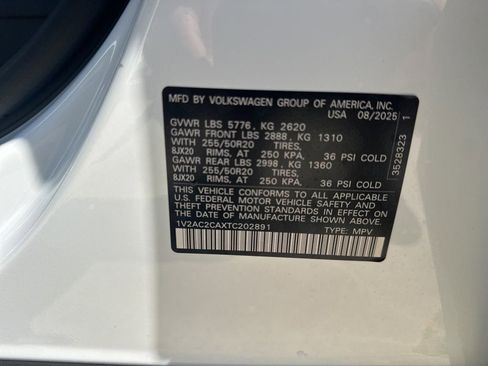 MFD BY VOLKSWAGEN GROUP OF AMERICA, INC.
USA 08/2025
GVWR LBS 5776 KG 2620
GAWR FRONT LBS 2888 KG 1310
WITH 255/50R20 TIRES,
8JX20 RIMS, AT 250 KPA, 36 PSI COLD
GAWR REAR LBS 2998 KG 1360
WITH 255/50R20 TIRES,
8JX20 RIMS, AT 250 KPA, 36 PSI COLD
THIS VEHICLE CONFORMS TO ALL APPLICABLE
U.S. FEDERAL MOTOR VEHICLE SAFETY AND
THEFT PREVENTION STANDARDS IN EFFECT ON
THE DATE OF MANUFACTURE SHOWN ABOVE.
1V2AC2CAXTC202891 TYPE: MPV
3528323 1